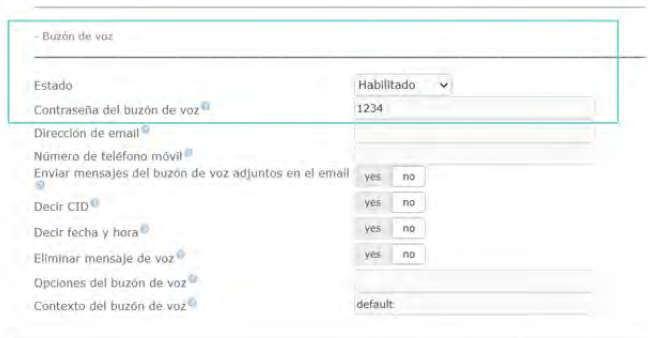 - Buzón de voz
Estado Habilitado
Contraseña del buzón de voz 1234
Dirección de email
Número de teléfono móvil
Enviar mensajes del buzón de voz adjuntos en el email yes no
Decir CID yes no
Decir fecha y hora yes no
Eliminar mensaje de voz yes no
Opciones del buzón de voz
Contexto del buzón de voz default